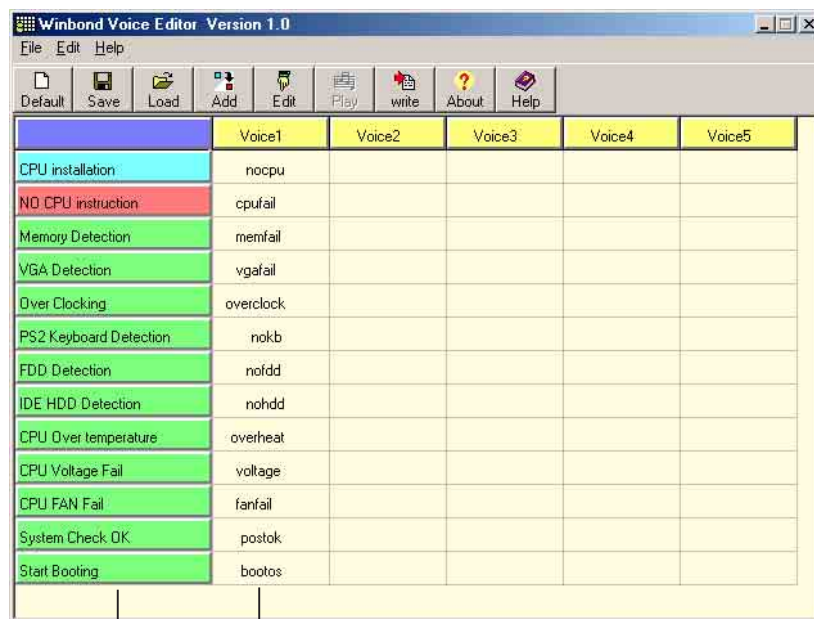 Winbond Voice Editor Version 1.0
File Edit Help
Default Save Load Add Edit Play write About Help
Voice1 Voice2 Voice3 Voice4 Voice5
CPU installation nocpu
NO CPU instruction cpufail
Memory Detection memfail
VGA Detection vgafail
Over Clocking overclock
PS2 Keyboard Detection nokb
FDD Detection nofdd
IDE HDD Detection nohdd
CPU Over temperature overheat
CPU Voltage Fail voltage
CPU FAN Fail fanfail
System Check OK postok
Start Booting bootos